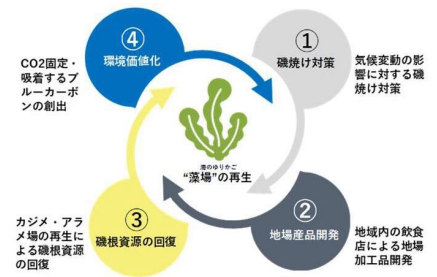 ④
環境価値化
CO2固定・
吸着するブ
ルーカーボ
ンの創出
①
磯焼け対策
気候変動の影
響に対する磯
焼け対策
海のゆりかご
“藻場”の再生
③
磯根資源の回復
カジメ・アラ
メ場の再生に
よる磯根資源
の回復
②
地場産品開発
地域内の飲食
店による地場
加工品開発